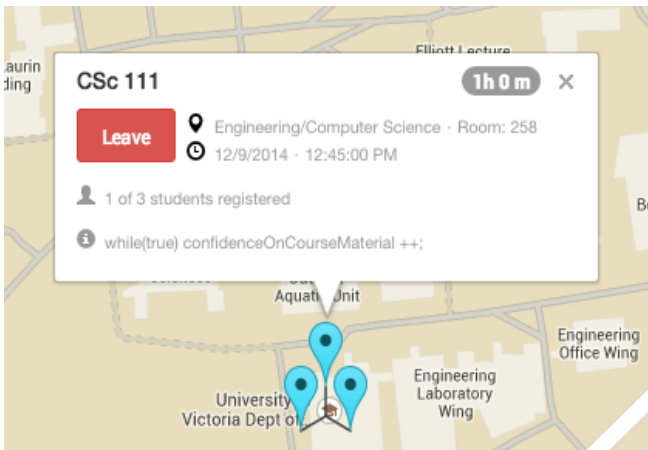 Elliott Lecture
aurin
ding
CSc 111
1h 0 m
×
Leave
Engineering/Computer Science · Room: 258
12/9/2014 · 12:45:00 PM
1 of 3 students registered
while(true) confidenceOnCourseMaterial ++;
Aquatic Unit
Engineering
Office Wing
Engineering
Laboratory
Wing
University
Victoria Dept of